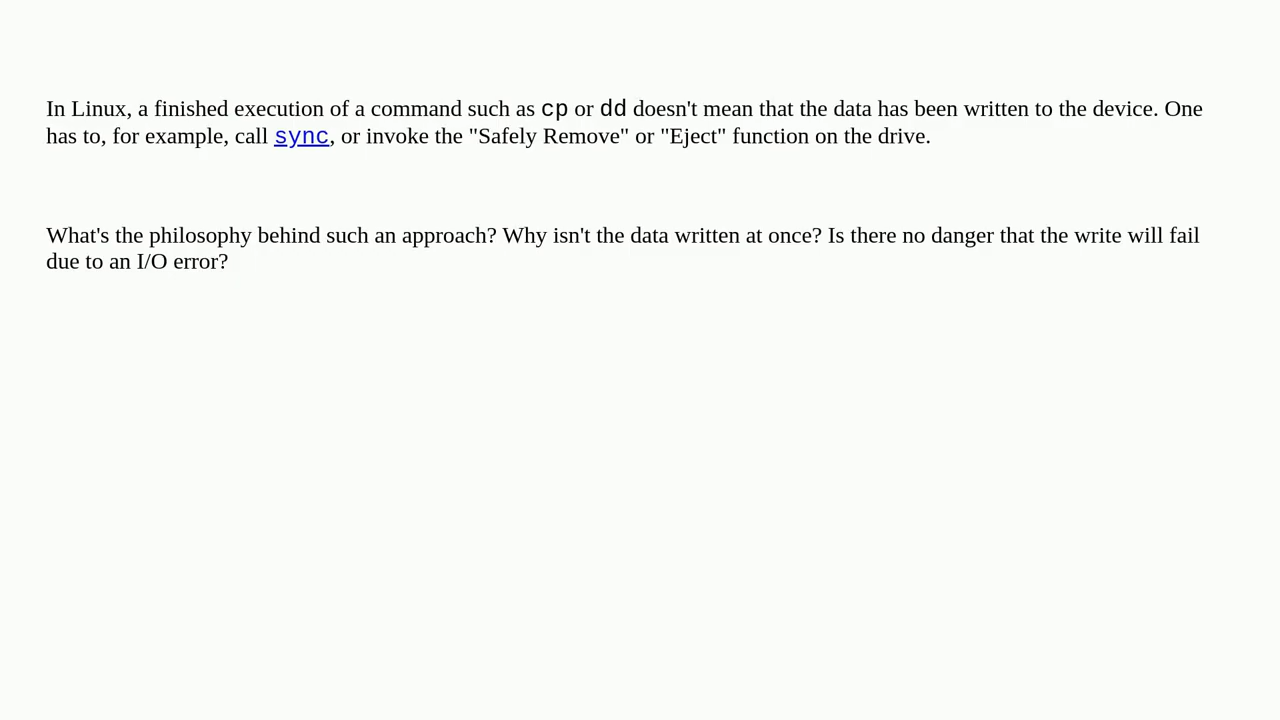 In Linux, a finished execution of a command such as cp or dd doesn't mean that the data has been written to the device. One
has to, for example, call sync, or invoke the "Safely Remove" or "Eject" function on the drive.
What's the philosophy behind such an approach? Why isn't the data written at once? Is there no danger that the write will fail
due to an I/O error?